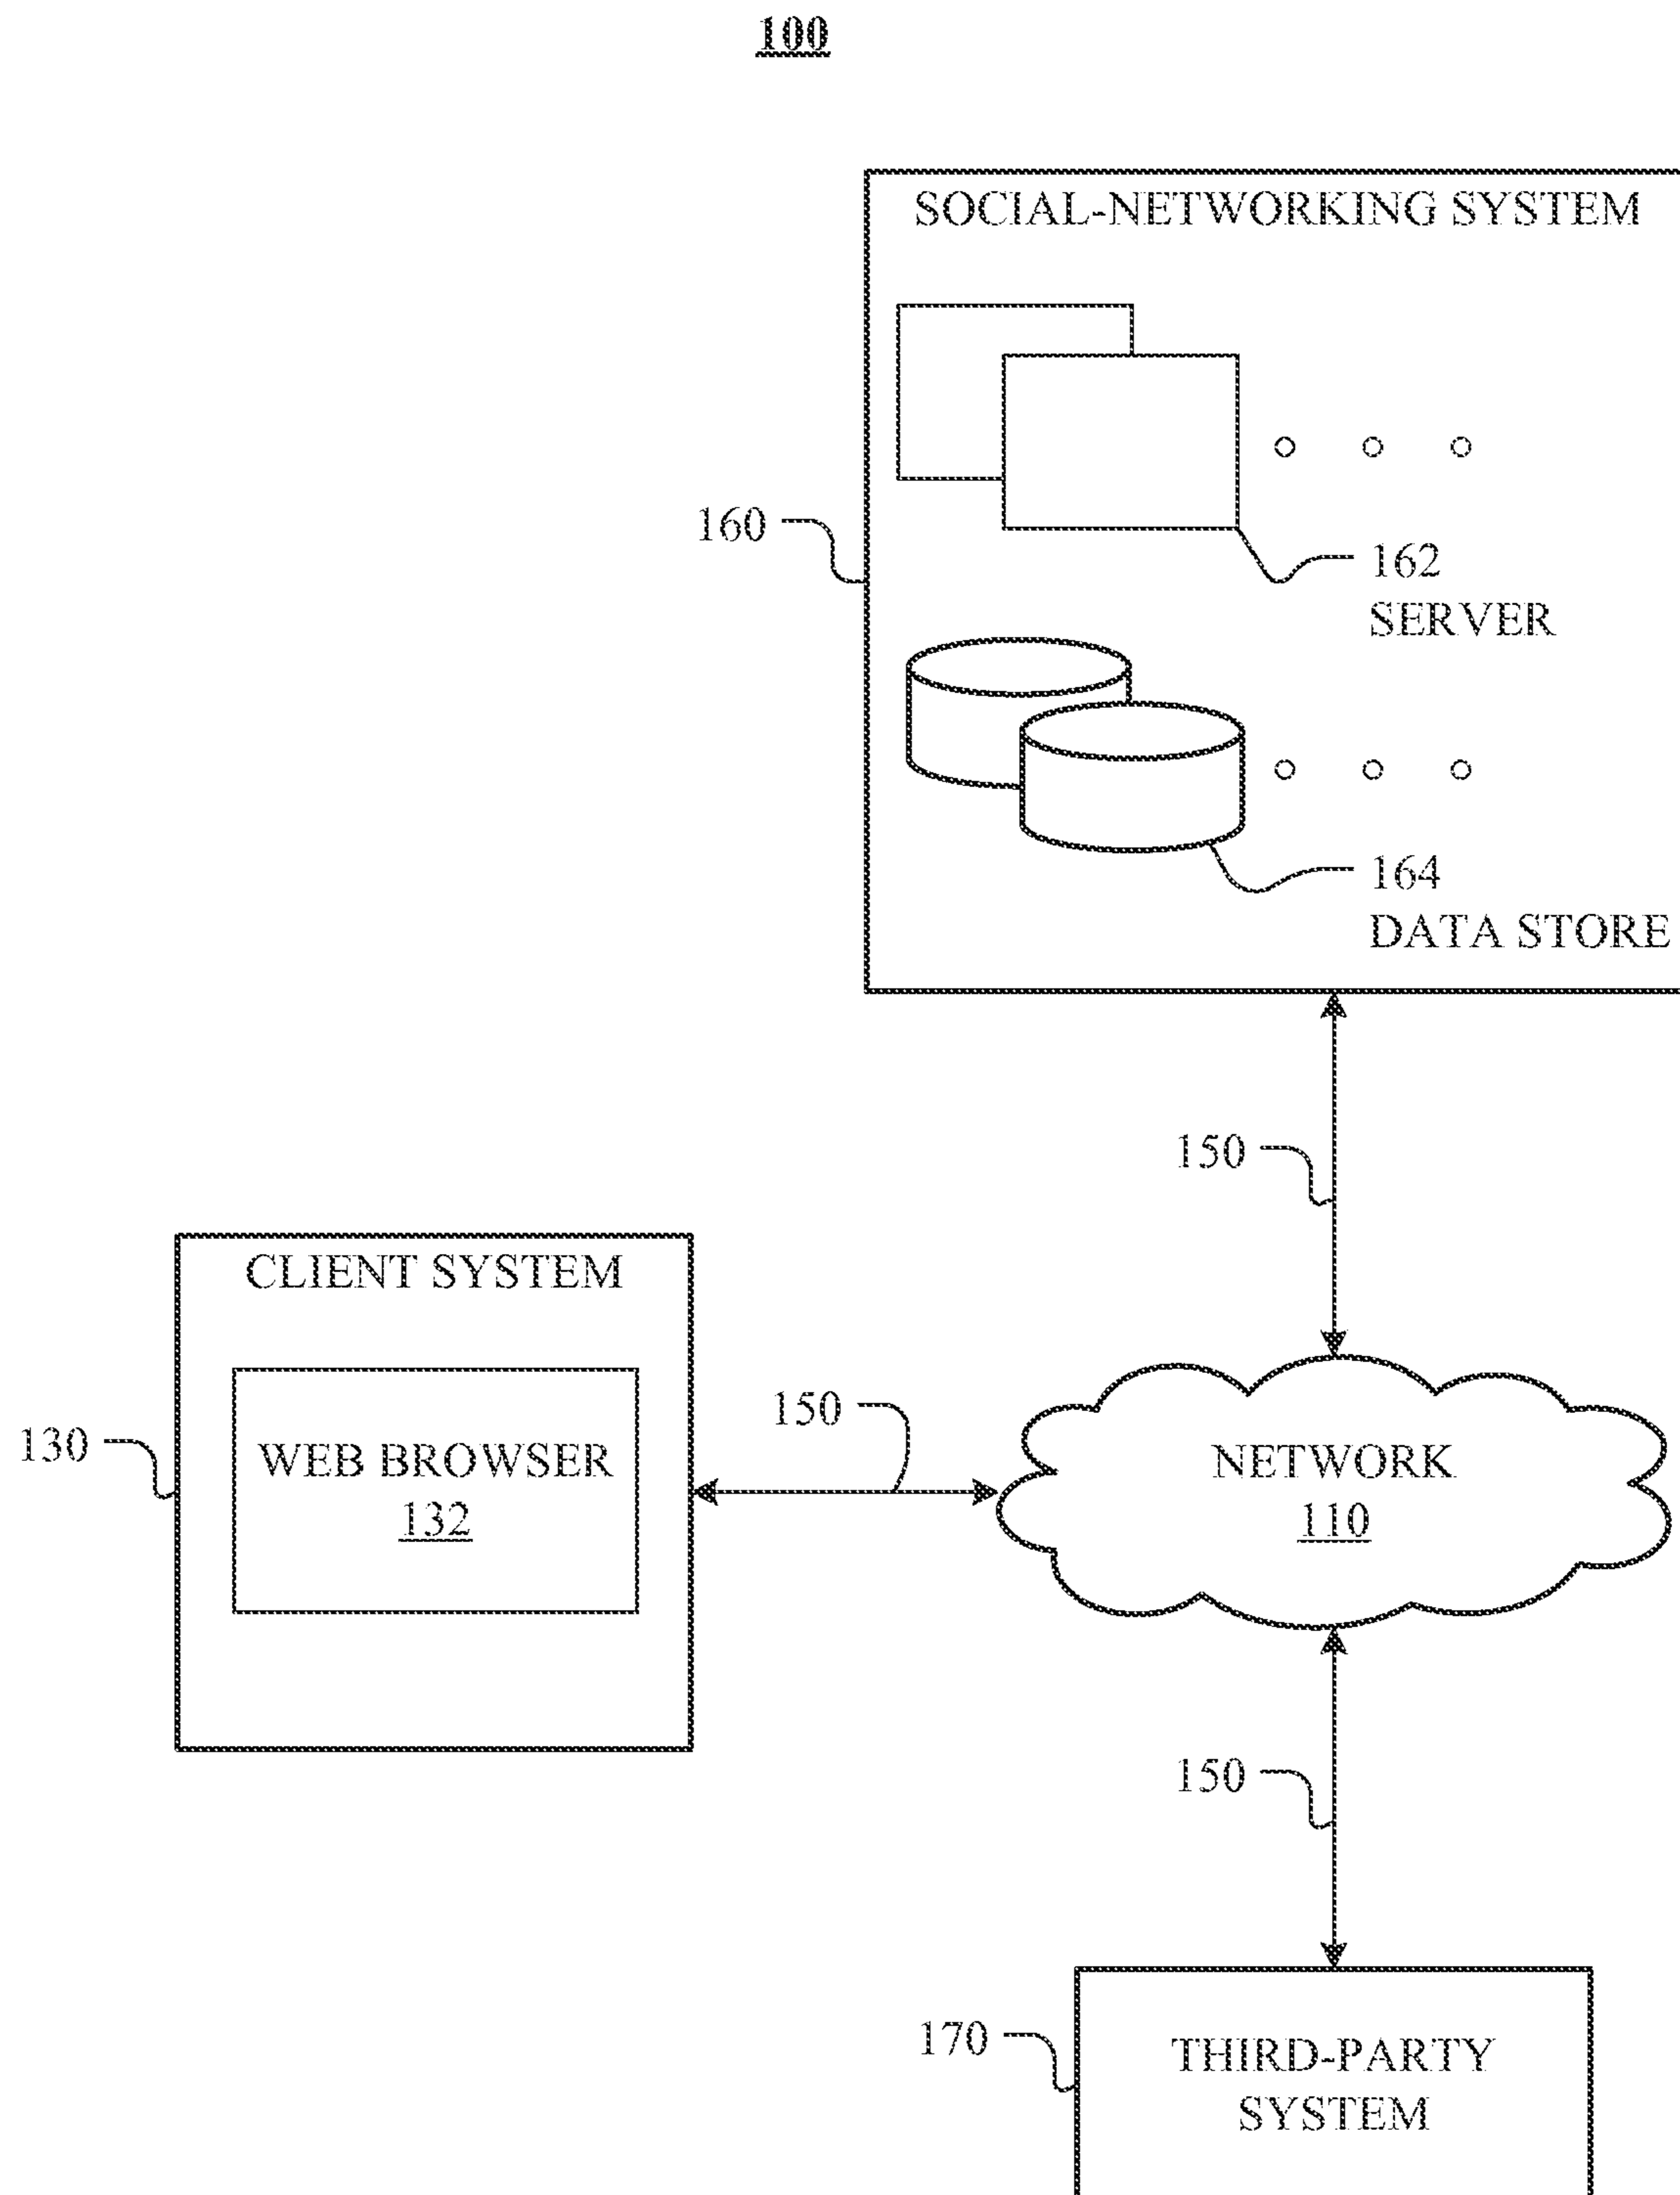 100
SOCIAL-NETWORKING SYSTEM
160
162
SERVER
164
DATA STORE
150
CLIENT SYSTEM
130
WEB BROWSER
132
150
NETWORK
110
150
170
THIRD-PARTY
SYSTEM